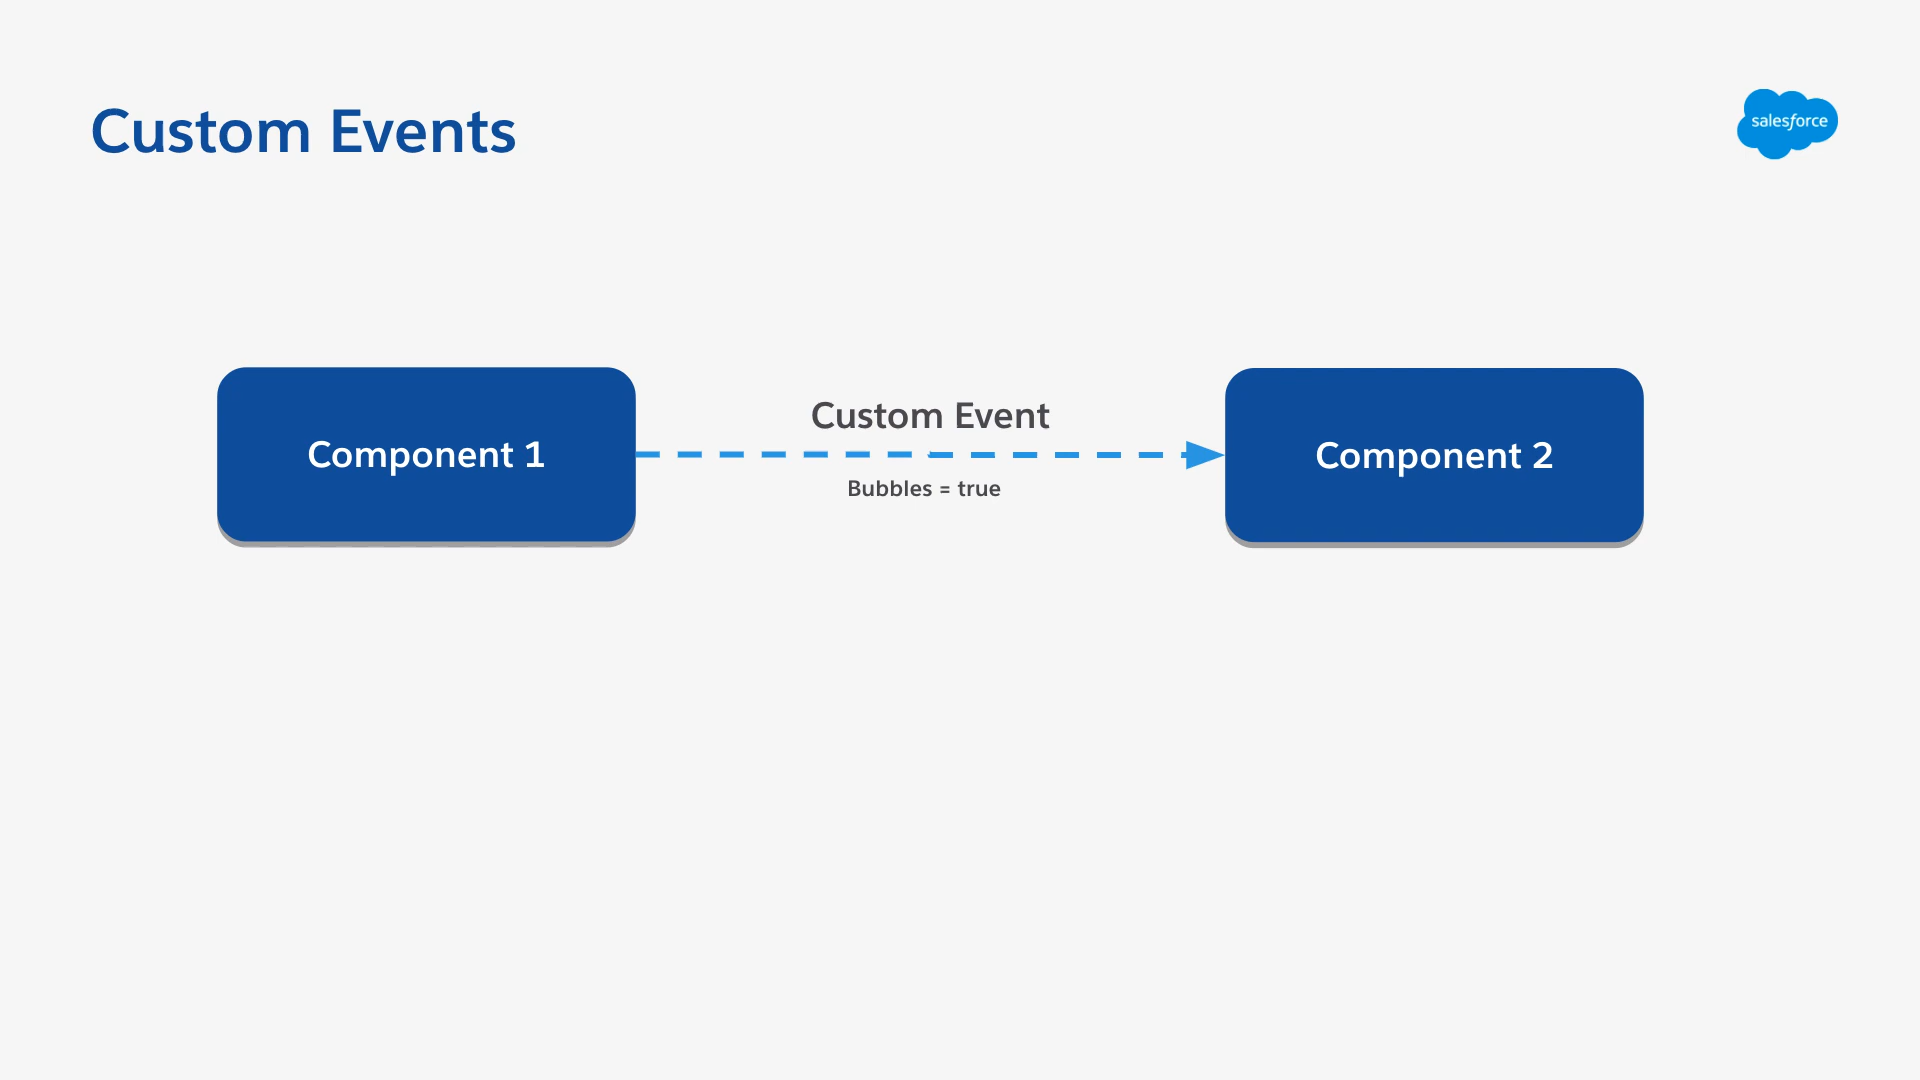 Custom Events
salesforce
Custom Event
Component 1
Component 2
Bubbles = true